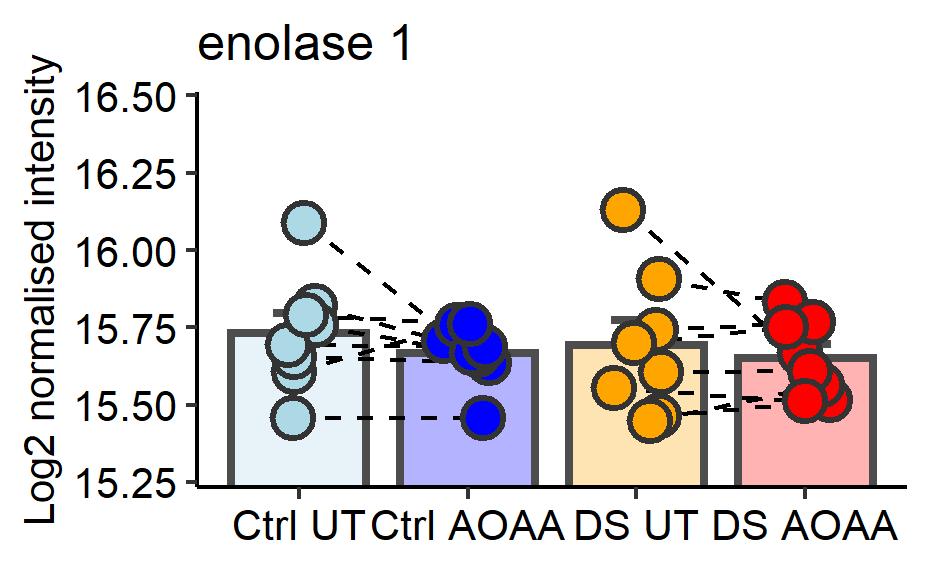 enolase 1
Log2 normalised intensity
16.50
16.25
16.00
15.75
15.50
15.25
Ctrl UT Ctrl AOAA DS UT DS AOAA